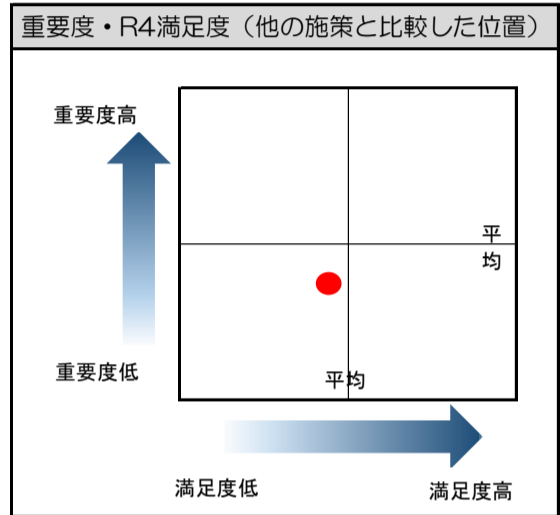 重要度・R4満足度（他の施策と比較した位置）
重要度高
平
均
重要度低
平均
満足度低
満足度高